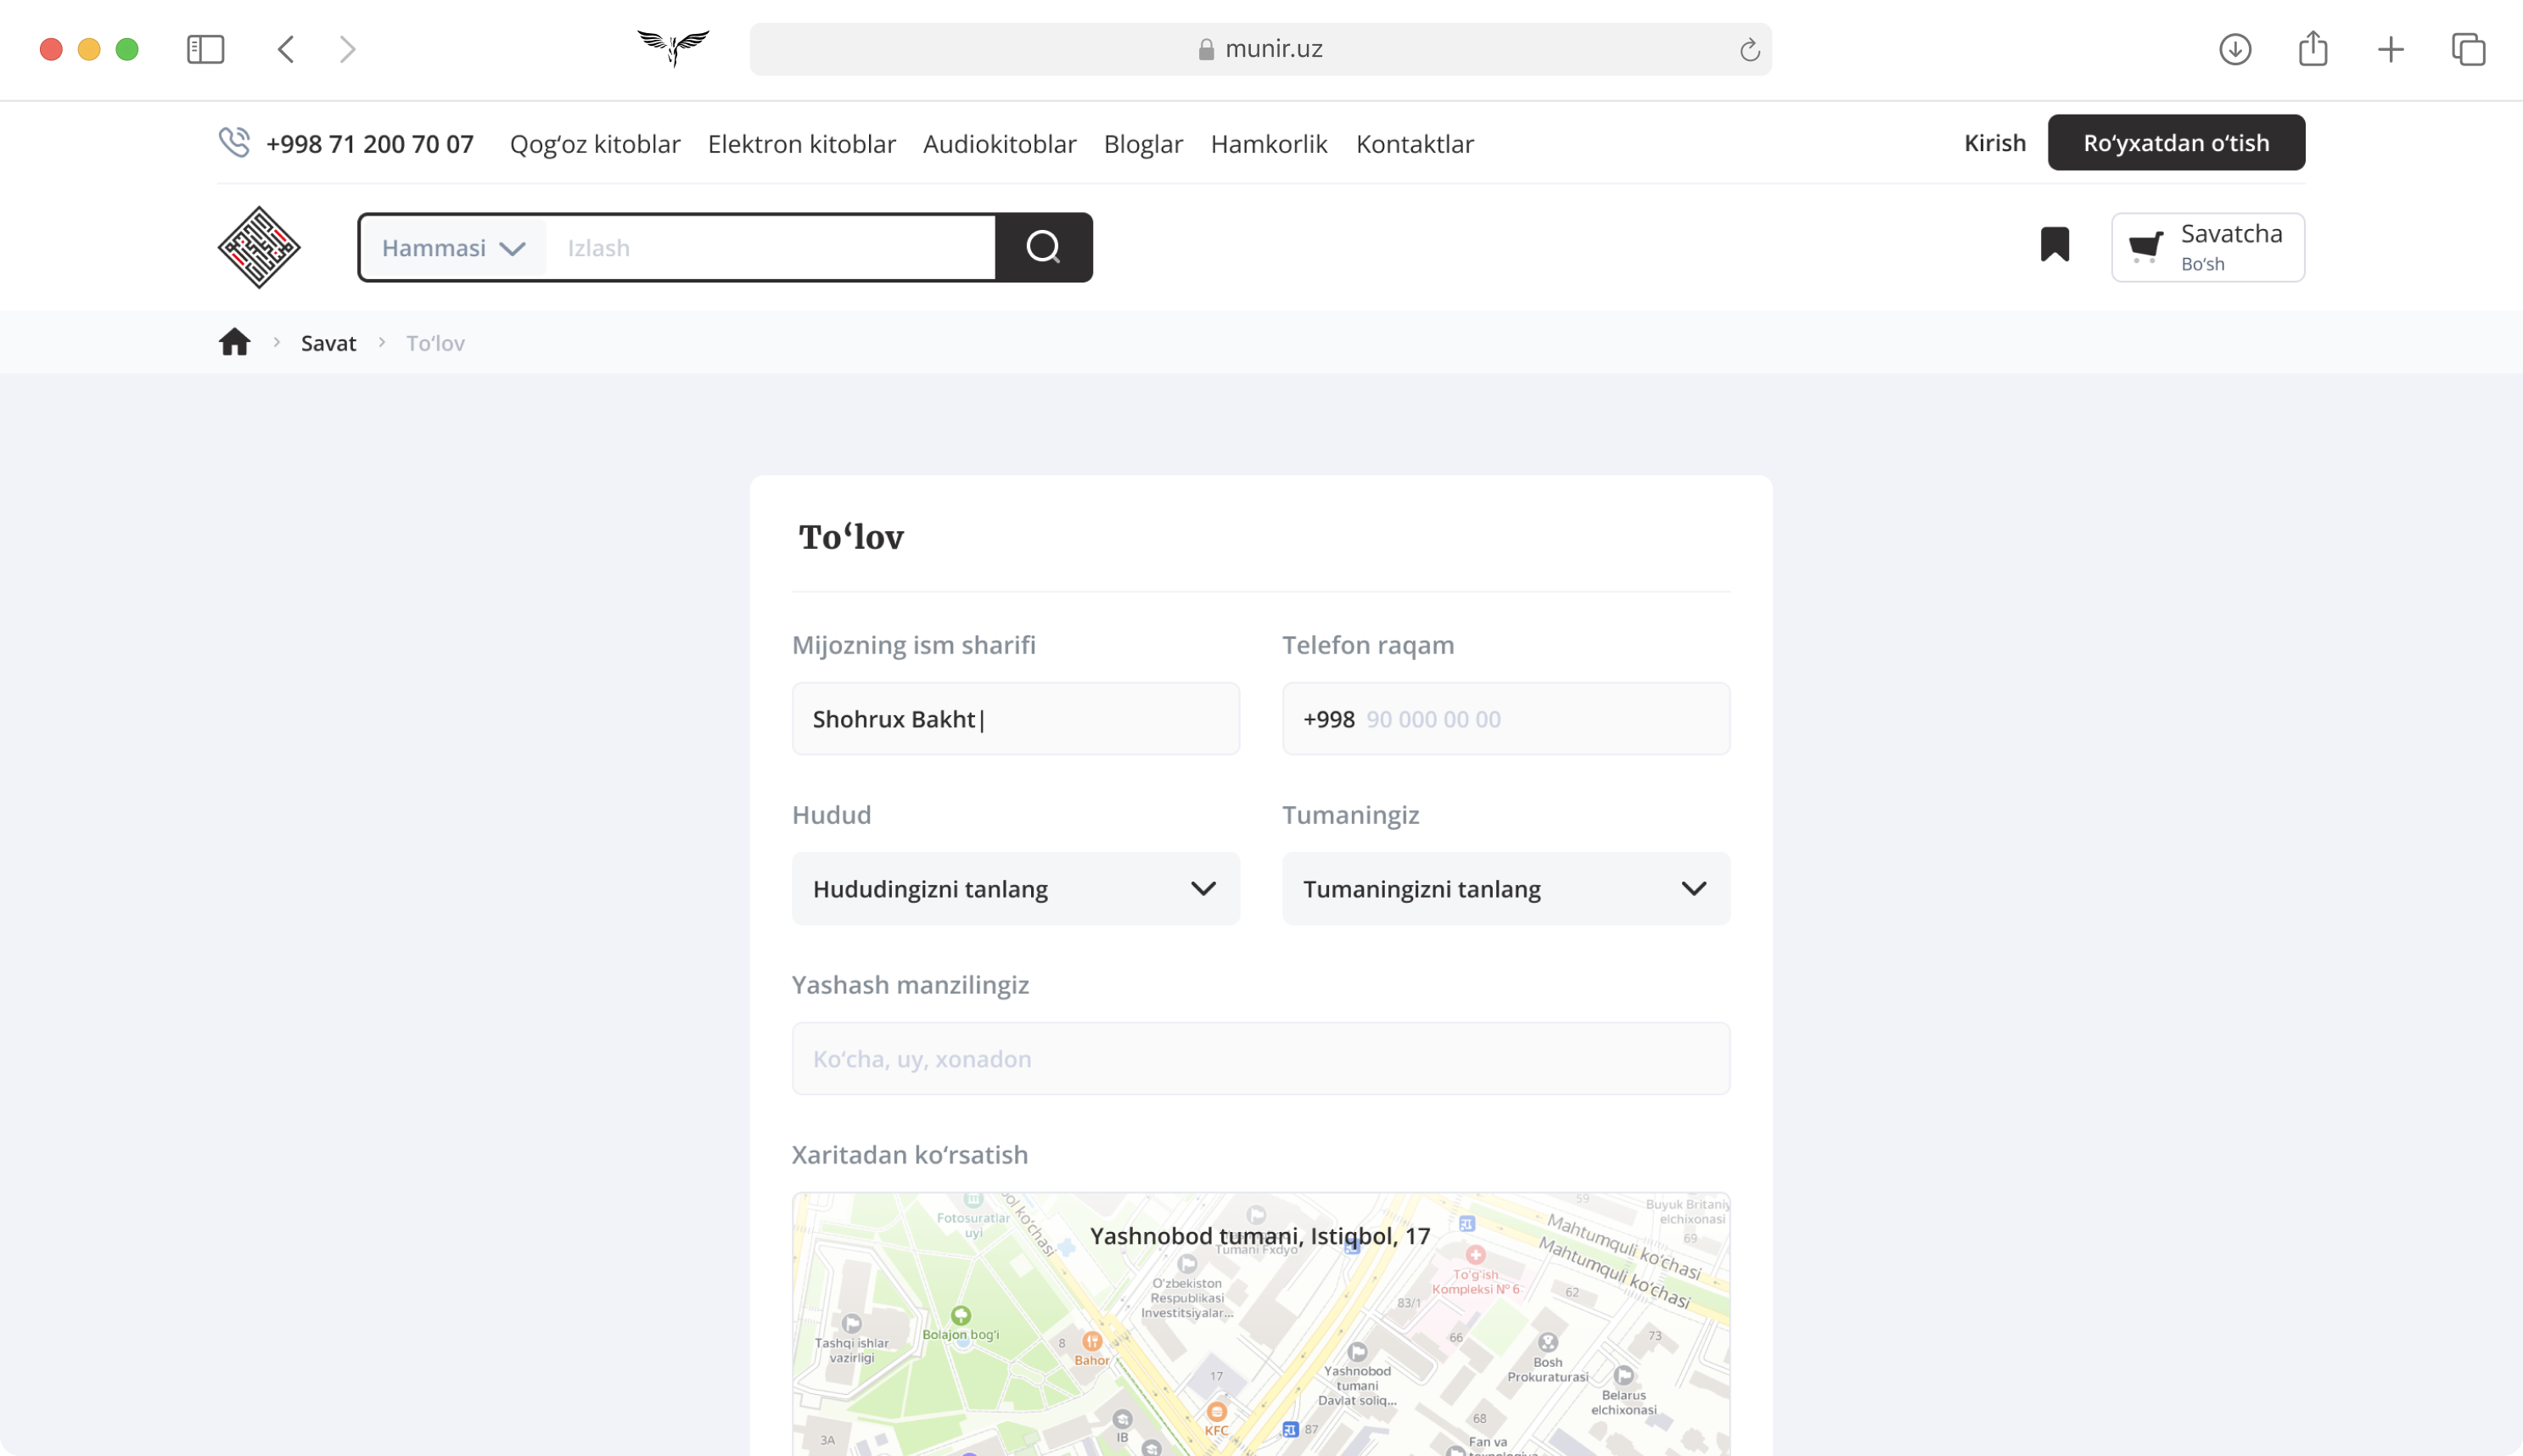 munir.uz
+998 71 200 70 07 Qog‘oz kitoblar Elektron kitoblar Audiokitoblar Bloglar Hamkorlik Kontaktlar Kirish Ro‘yxatdan o‘tish
Hammasi Izlash
Savatcha
Bo‘sh
Savat To‘lov
To‘lov
Mijozning ism sharifi
Shohrux Bakht
Telefon raqam
+998 90 000 00 00
Hudud
Hududingizni tanlang
Tumaningiz
Tumaningizni tanlang
Yashash manzilingiz
Ko‘cha, uy, xonadon
Xaritadan ko‘rsatish
Yashnobod tumani, Istiqbol, 17
Fotosuratlar
uyi
ko‘chasi
Tumani Fxdyo
59
Buyuk Britaniy
elchixonasi
69
Mahtumquli ko‘chasi
Mahtumquli ko‘chasi
O‘zbekiston
Respublikasi
Investitsiyalar...
To‘g‘ish
Kompleksi № 6
83/1
62
66
73
Tashqi ishlar
vazirligi
Bolajon bog‘i
8
Bahor
17
Yashnobod
tumani
Davlat soliq...
Bosh
Prokuraturasi
Belarus
elchixonasi
3A
IB
KFC
87
68
Fan va